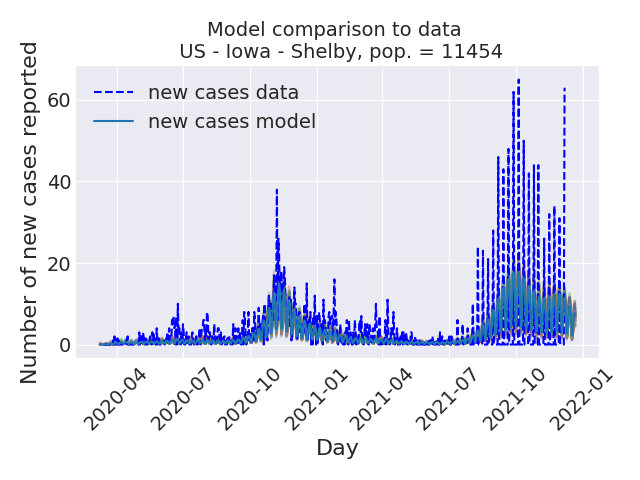 Model comparison to data
US - Iowa - Shelby, pop. = 11454
Number of new cases reported
60
40
20
0
new cases data
new cases model
2020-04
2020-07
2020-10
2021-01
2021-04
2021-07
2021-10
2022-01
Day